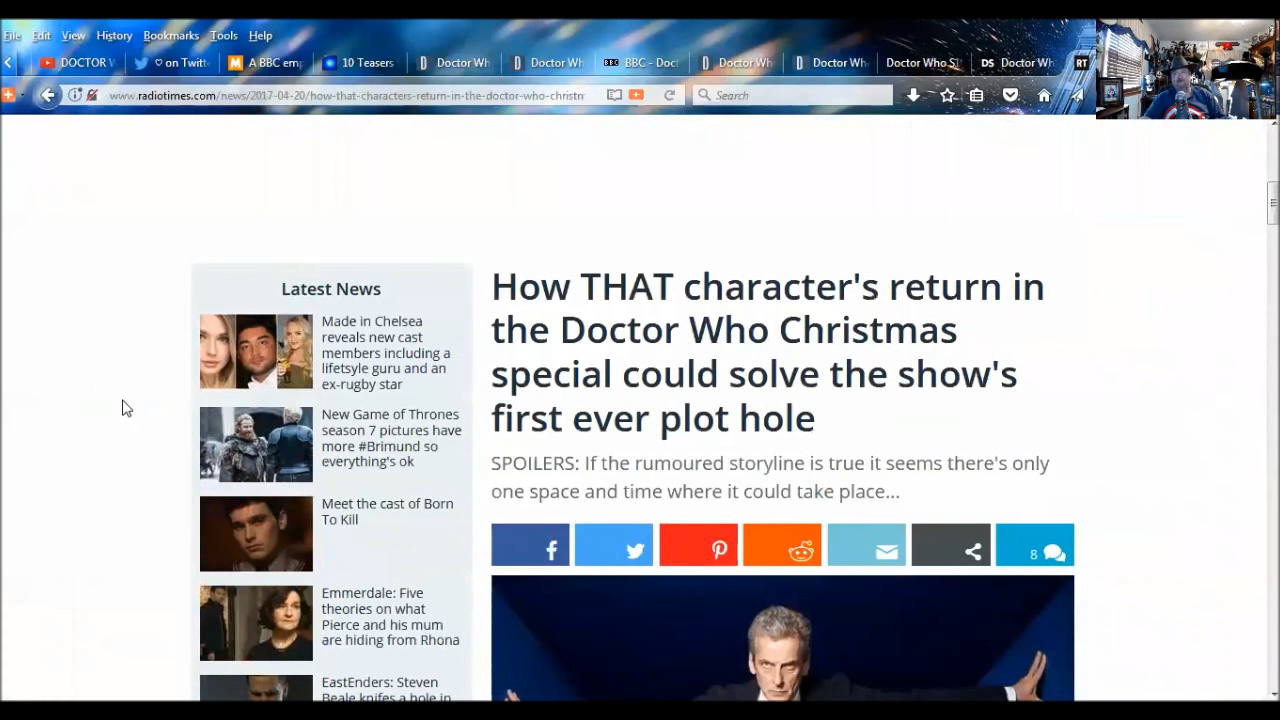 File Edit View History Bookmarks Tools Help
DOCTOR W on Twitt A BBC emp 10 Teasers Doctor Wh Doctor Wh BBC BBC - Doct Doctor Wh Doctor Wh Doctor Who S DS Doctor Wh RT
www.radiotimes.com/news/2017-04-20/how-that-characters-return-in-the-doctor-who-christm Search
Latest News
Made in Chelsea
reveals new cast
members including a
lifetsyle guru and an
ex-rugby star
New Game of Thrones
season 7 pictures have
more #Brimund so
everything's ok
Meet the cast of Born
To Kill
Emmerdale: Five
theories on what
Pierce and his mum
are hiding from Rhona
EastEnders: Steven
Beale knifes a hole in
How THAT character's return in
the Doctor Who Christmas
special could solve the show's
first ever plot hole
SPOILERS: If the rumoured storyline is true it seems there's only
one space and time where it could take place...
8